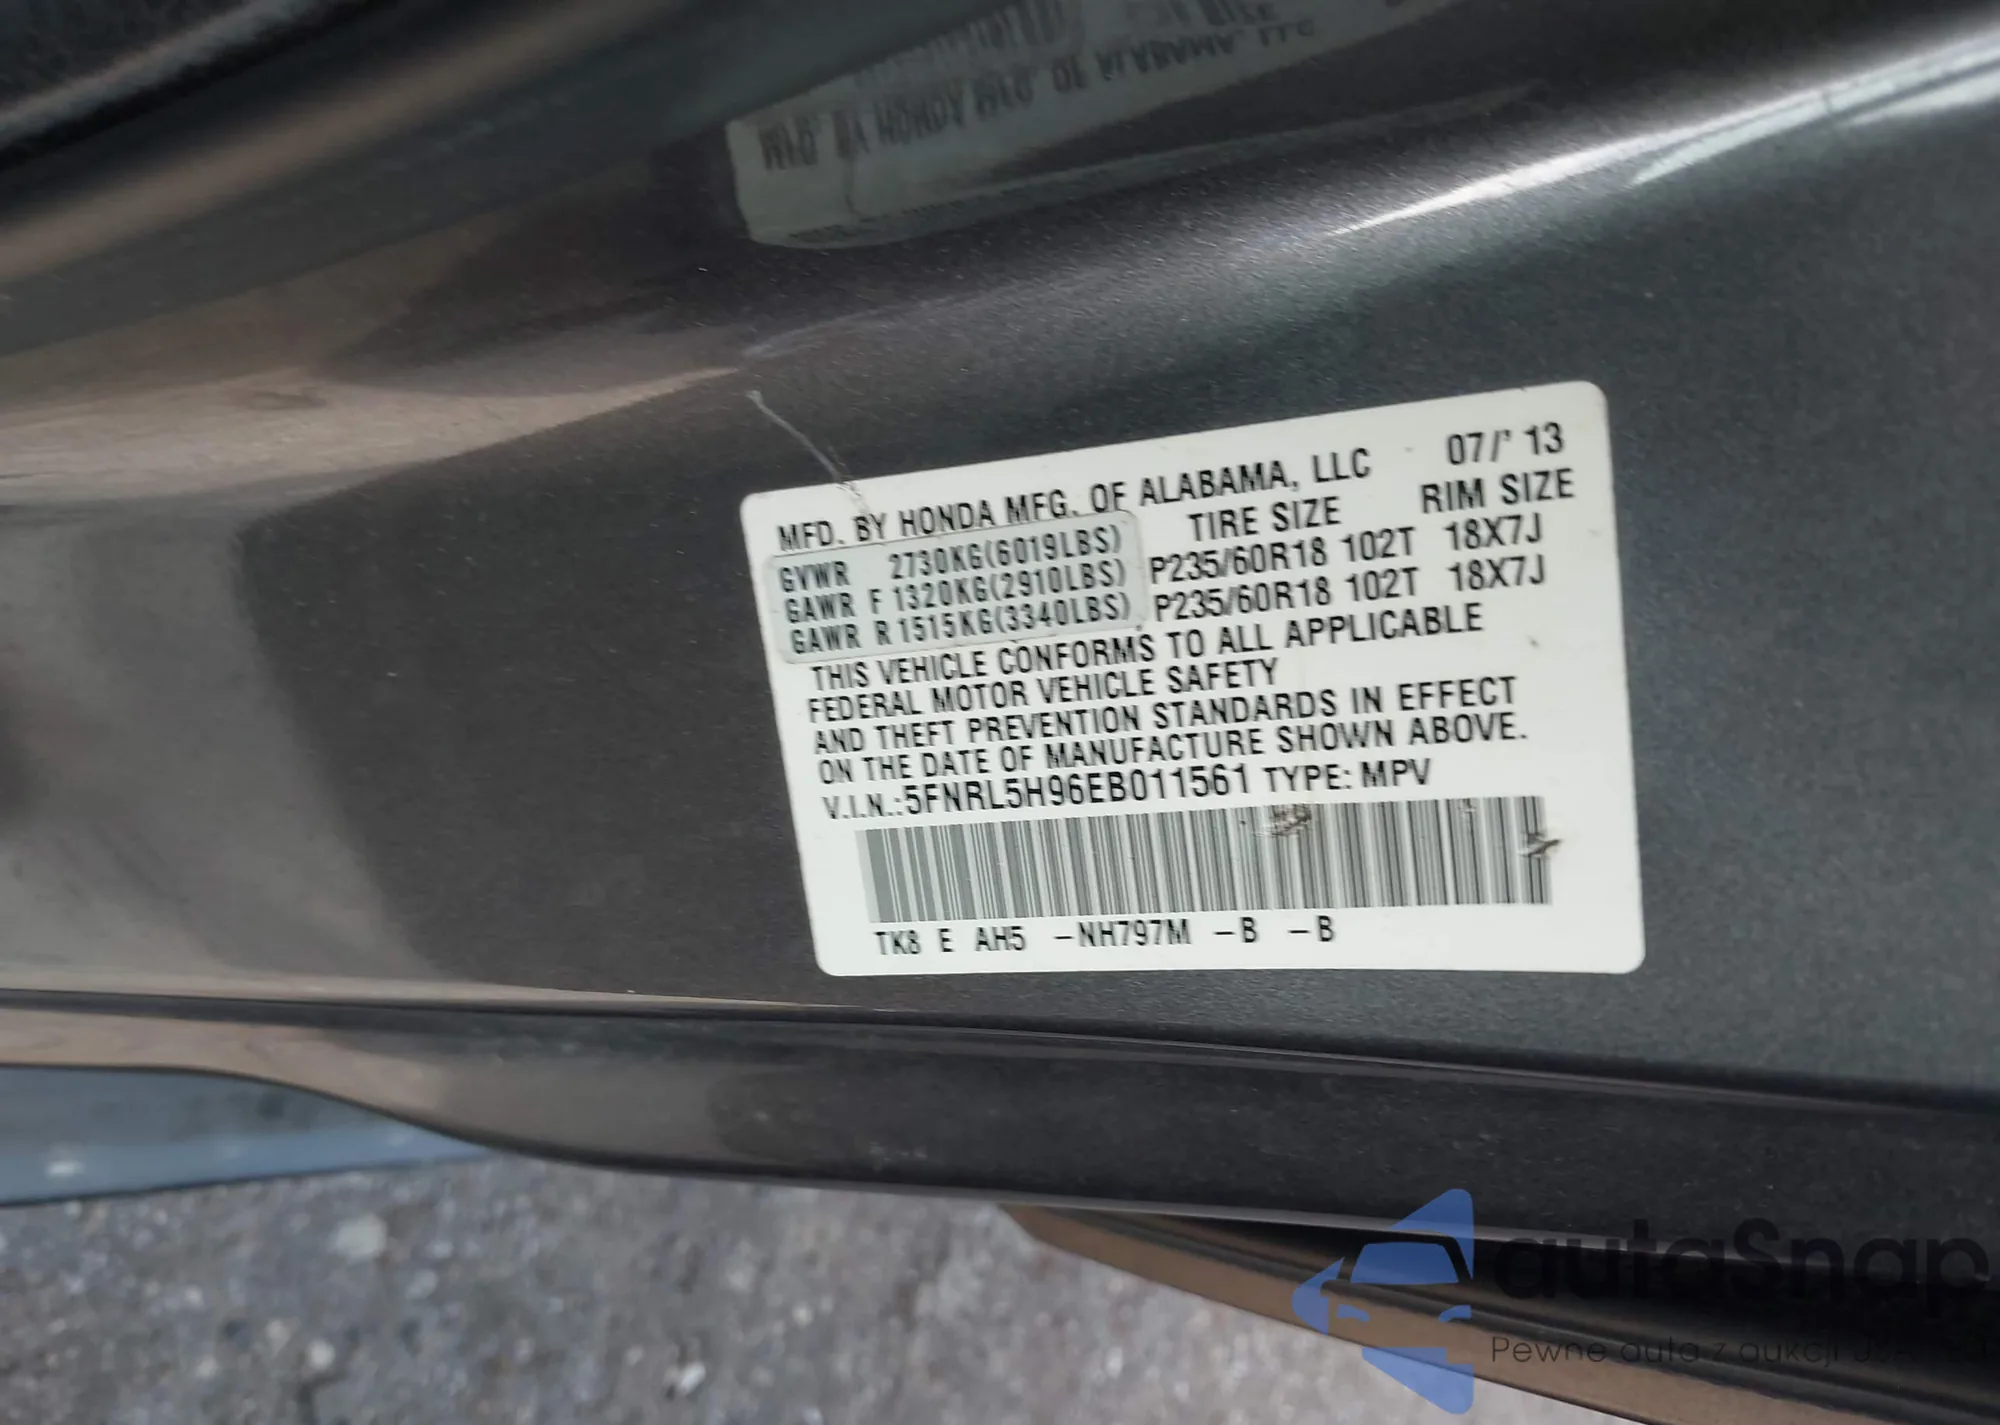 MFD. BY HONDA MFG. OF ALABAMA, LLC 07/' 13
TIRE SIZE RIM SIZE
GVWR 2730KG(6019LBS)
GAWR F 1320KG(2910LBS) P235/60R18 102T 18X7J
GAWR R 1515KG(3340LBS) P235/60R18 102T 18X7J
THIS VEHICLE CONFORMS TO ALL APPLICABLE
FEDERAL MOTOR VEHICLE SAFETY
AND THEFT PREVENTION STANDARDS IN EFFECT
ON THE DATE OF MANUFACTURE SHOWN ABOVE.
V.I.N.:5FNRL5H96EB011561 TYPE: MPV
TK8 E AH5 -NH797M -B -B
autoSnap
Pewne auta z aukcji